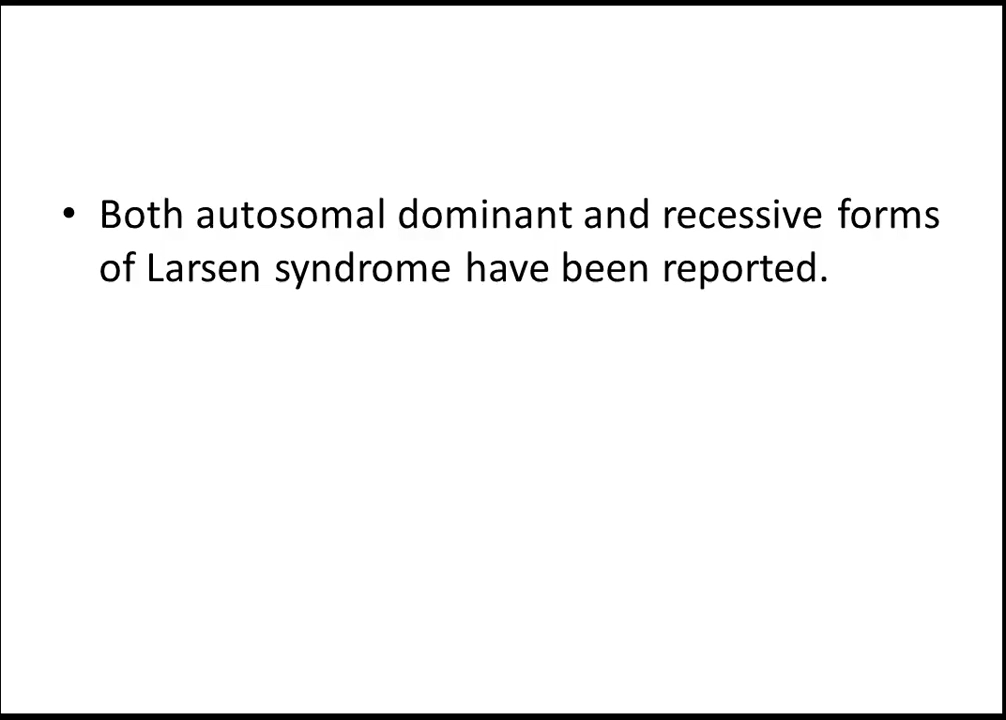 • Both autosomal dominant and recessive forms
of Larsen syndrome have been reported.